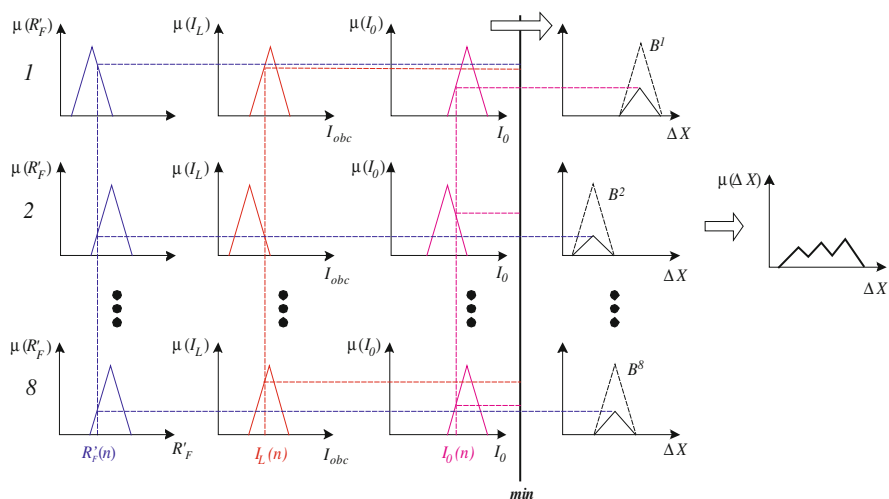 μ(R'F) μ(IL) μ(I0) B1
1
Iobc I0 ΔX
μ(R'F) μ(IL) μ(I0) B2 μ(ΔX)
2
Iobc I0 ΔX ΔX
μ(R'F) μ(IL) μ(I0) B8
8
R'F(n) R'F IL(n) Iobc I0(n) I0 ΔX
min